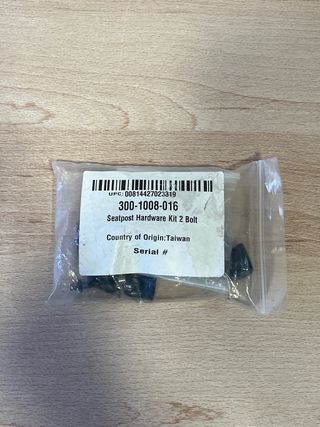 UPC: 00814427023319
300-1008-016
Seatpost Hardware Kit 2 Bolt
Country of Origin:Taiwan
Serial #